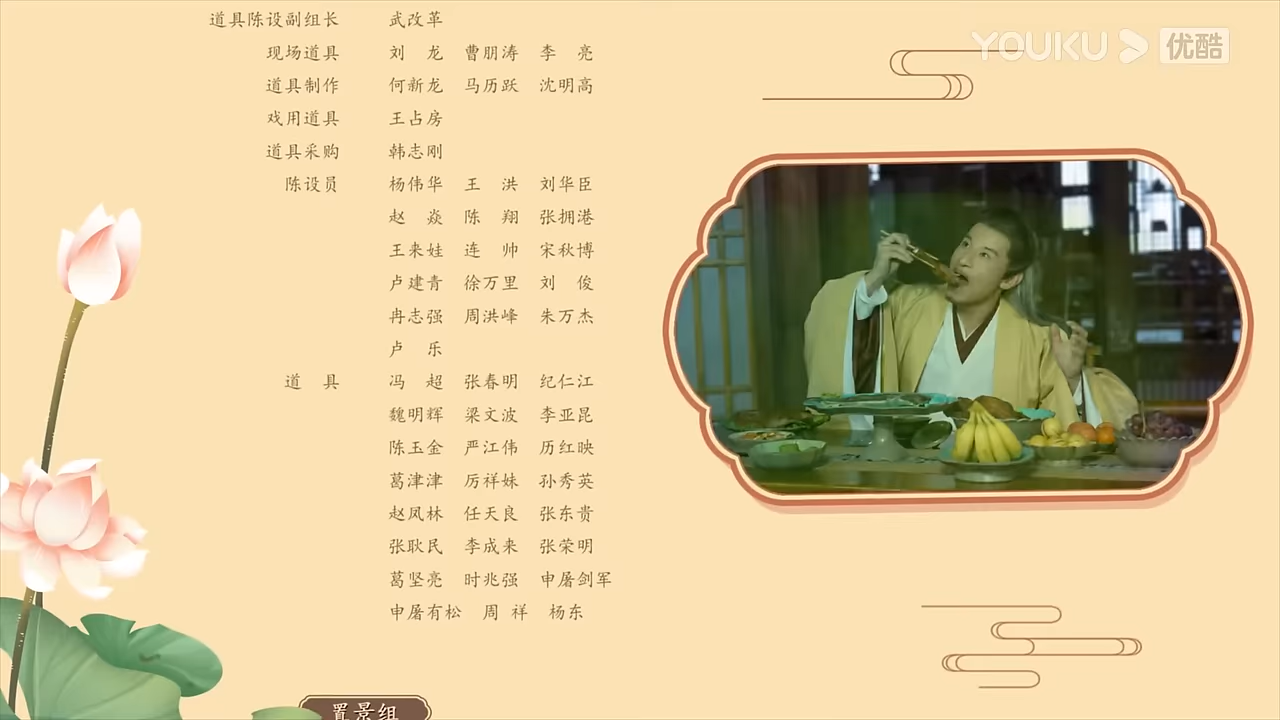 YOUKU 优酷
道具陈设副组长 武改革
现场道具 刘 龙 曹朋涛 李 亮
道具制作 何新龙 马历跃 沈明高
戏用道具 王占房
道具采购 韩志刚
陈设员 杨伟华 王 洪 刘华臣
赵 焱 陈 翔 张拥港
王来娃 连 帅 宋秋博
卢建青 徐万里 刘 俊
冉志强 周洪峰 朱万杰
卢 乐
道 具 冯 超 张春明 纪仁江
魏明辉 梁文波 李亚昆
陈玉金 严江伟 历红映
葛津津 厉祥妹 孙秀英
赵凤林 任天良 张东贵
张耿民 李成来 张荣明
葛坚亮 时兆强 申屠剑军
申屠有松 周 祥 杨东
置景组